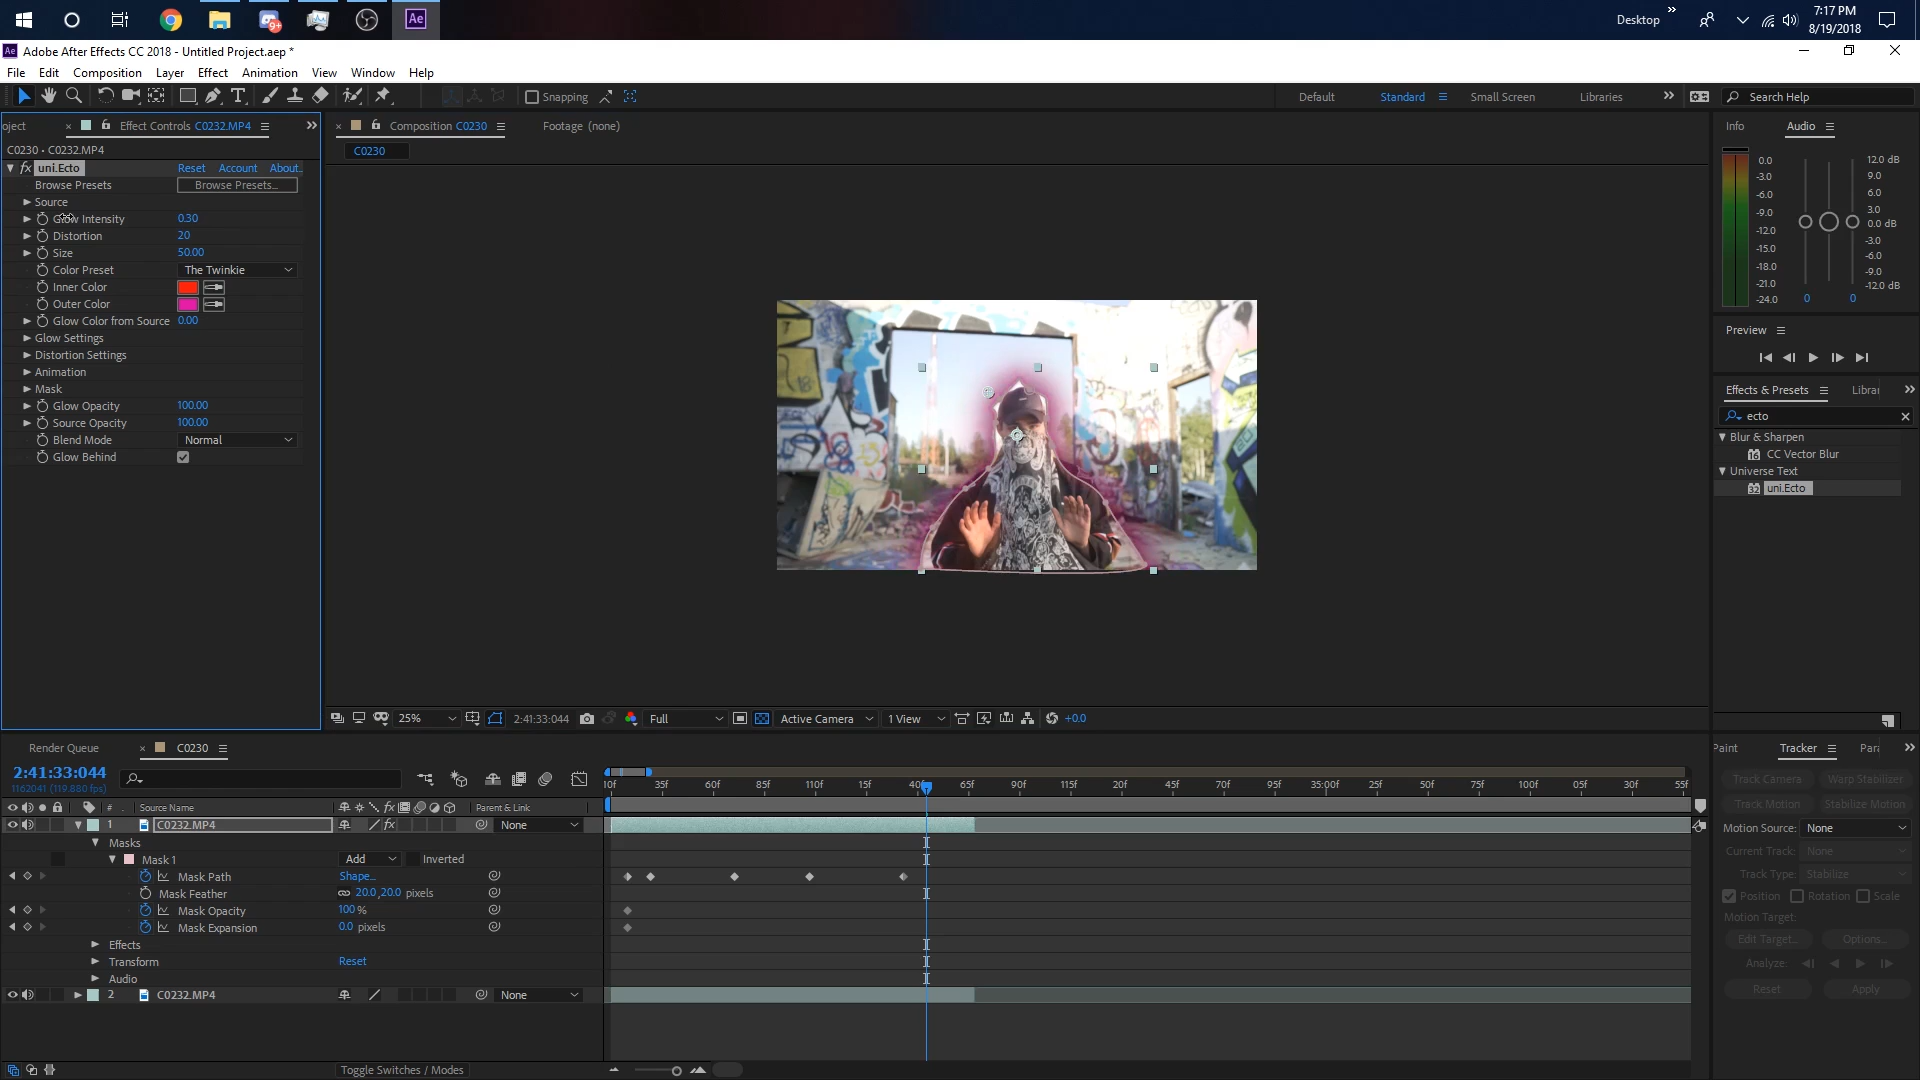 Desktop
7:17 PM
8/19/2018
Adobe After Effects CC 2018 - Untitled Project.aep *
File Edit Composition Layer Effect Animation View Window Help
Snapping
Default Standard Small Screen Libraries
Search Help
oject Effect Controls C0232.MP4
C0230 • C0232.MP4
fx uni.Ecto Reset Account About..
Browse Presets Browse Presets...
Source
Glow Intensity 0.30
Distortion 20
Size 50.00
Color Preset The Twinkie
Inner Color
Outer Color
Glow Color from Source 0.00
Glow Settings
Distortion Settings
Animation
Mask
Glow Opacity 100.00
Source Opacity 100.00
Blend Mode Normal
Glow Behind
Composition C0230 Footage (none)
C0230
25% 2:41:33:044 Full Active Camera 1 View +0.0
Info Audio
0.0
-3.0
-6.0
-9.0
-12.0
-15.0
-18.0
-21.0
-24.0
12.0 dB
9.0
6.0
3.0
0.0 dB
-3.0
-6.0
-9.0
-12.0 dB
0 0
Preview
Effects & Presets Librar
ecto
Blur & Sharpen
CC Vector Blur
Universe Text
uni.Ecto
Render Queue C0230
2:41:33:044
1162041 (119.880 fps)
# Source Name Parent & Link
10f 35f 60f 85f 110f 15f 40f 65f 90f 115f 20f 45f 70f 95f 35:00f 25f 50f 75f 100f 05f 30f 55f
1 C0232.MP4 None
Masks
Mask 1 Add Inverted
Mask Path Shape...
Mask Feather 20.0,20.0 pixels
Mask Opacity 100 %
Mask Expansion 0.0 pixels
Effects
Transform Reset
Audio
2 C0232.MP4 None
Toggle Switches / Modes
Paint Tracker Para
Track Camera Warp Stabilizer
Track Motion Stabilize Motion
Motion Source: None
Current Track: None
Track Type: Stabilize
Position Rotation Scale
Motion Target:
Edit Target... Options...
Analyze:
Reset Apply